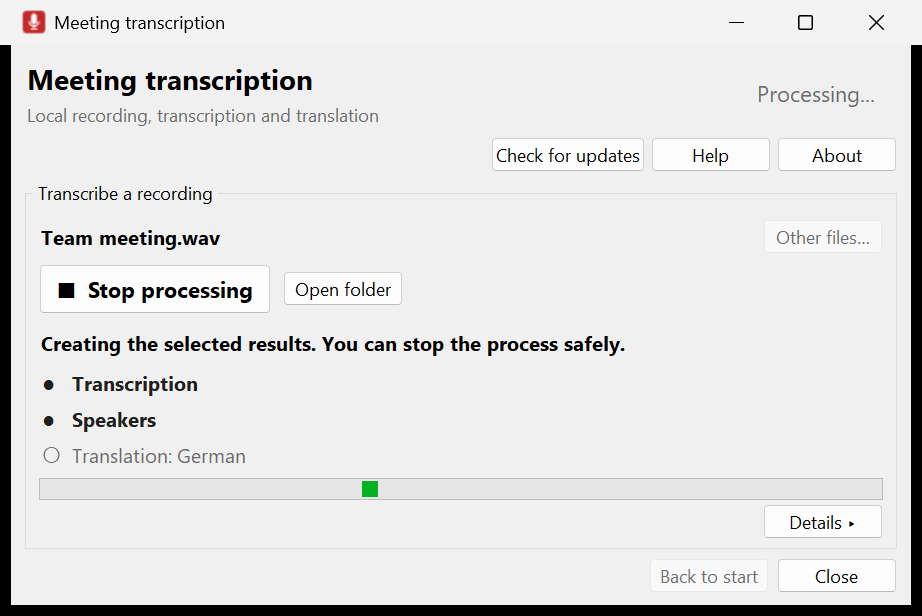 Meeting transcription
Meeting transcription
Processing...
Local recording, transcription and translation
Check for updates Help About
Transcribe a recording
Team meeting.wav Other files...
Stop processing Open folder
Creating the selected results. You can stop the process safely.
Transcription
Speakers
Translation: German
Details
Back to start Close